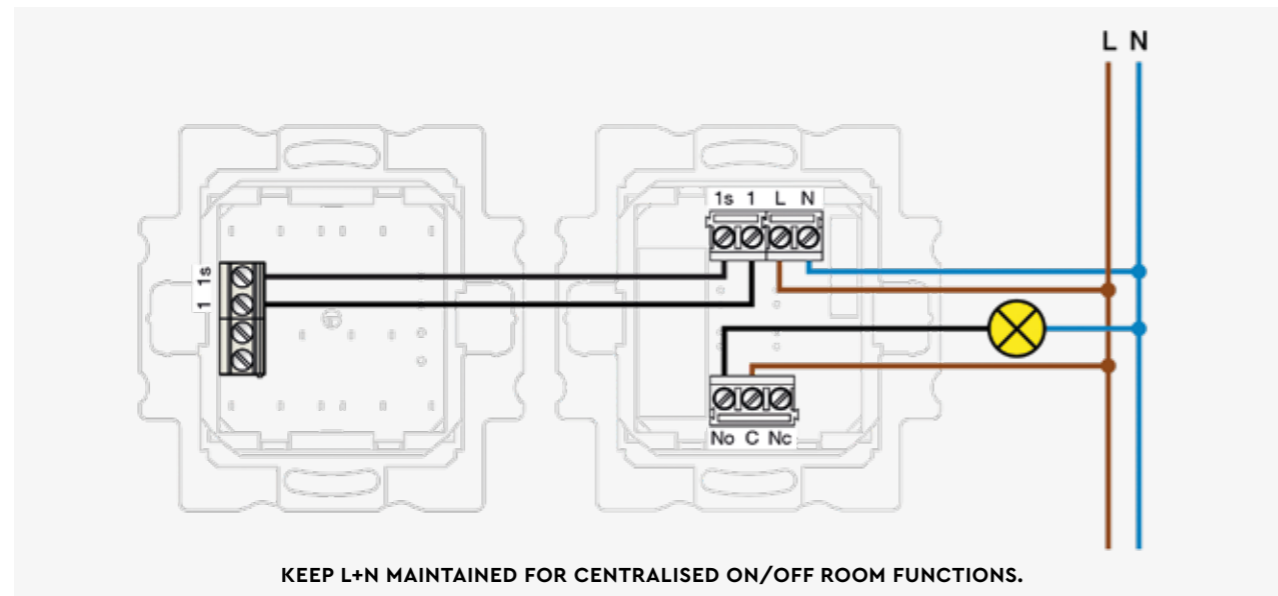 L N
1s 1 L N
1s
1
No C Nc
KEEP L+N MAINTAINED FOR CENTRALISED ON/OFF ROOM FUNCTIONS.